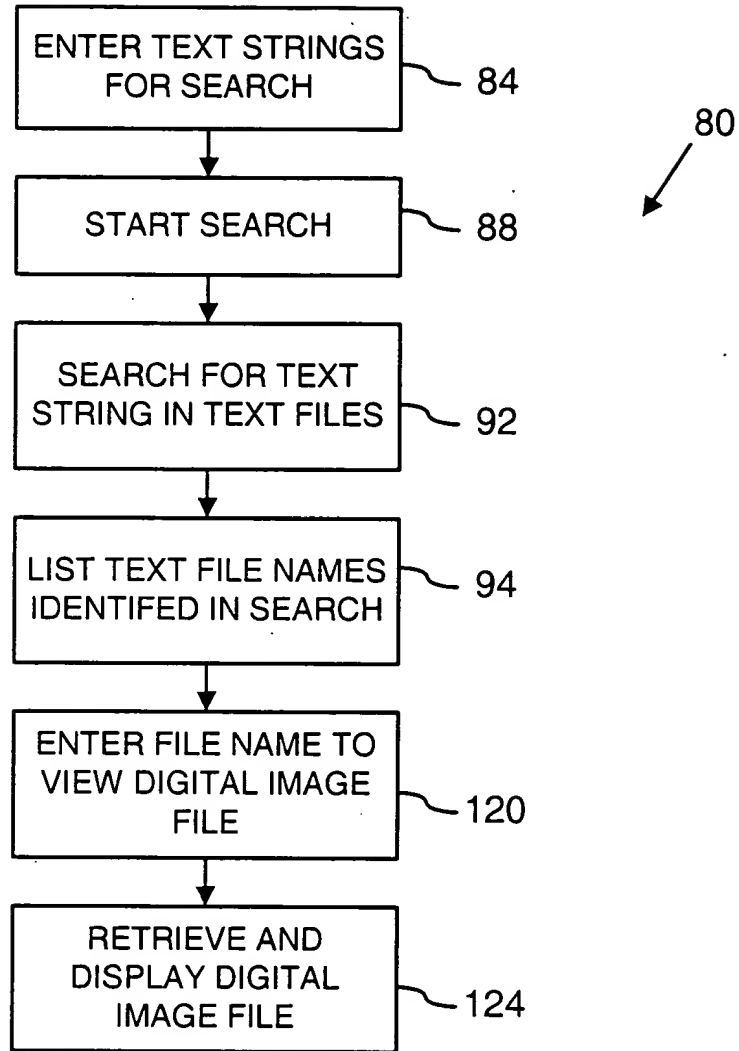 ENTER TEXT STRINGS
FOR SEARCH
84
80
START SEARCH
88
SEARCH FOR TEXT
STRING IN TEXT FILES
92
LIST TEXT FILE NAMES
IDENTIFED IN SEARCH
94
ENTER FILE NAME TO
VIEW DIGITAL IMAGE
FILE
120
RETRIEVE AND
DISPLAY DIGITAL
IMAGE FILE
124